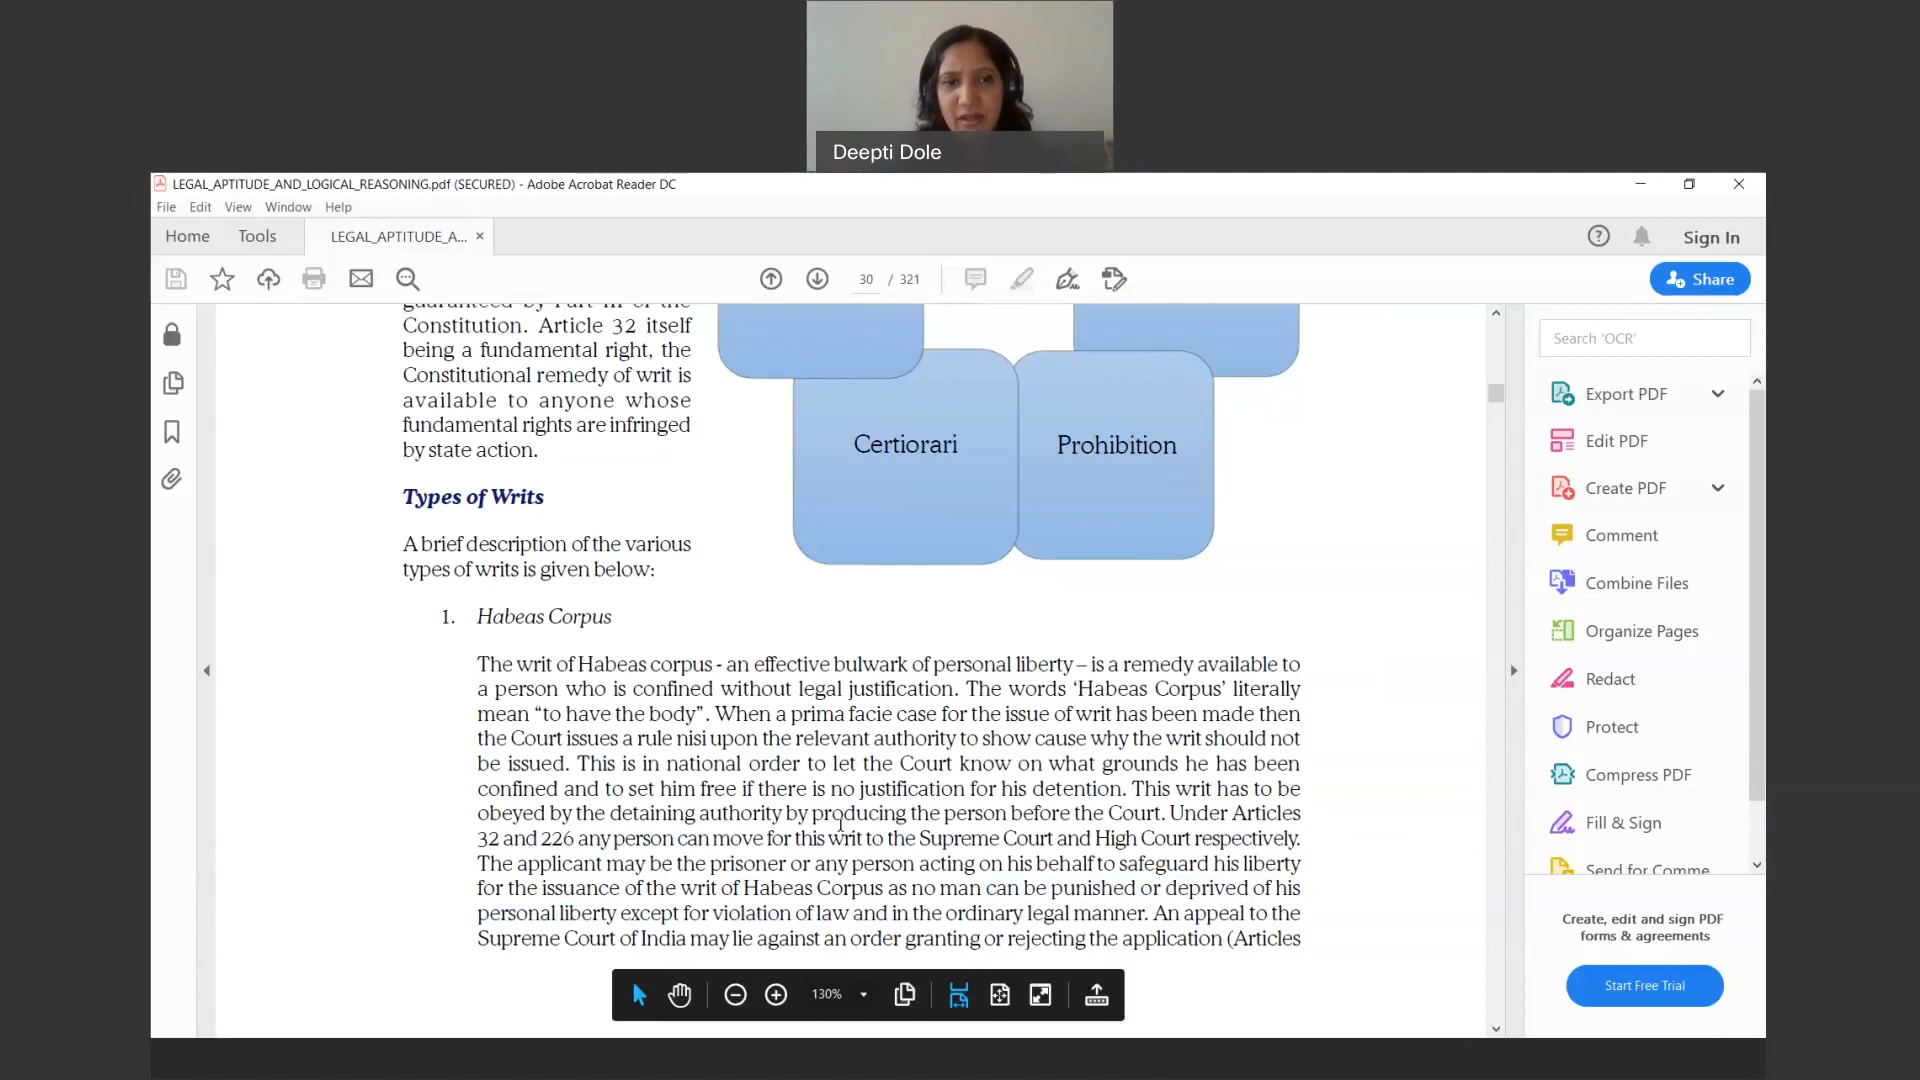 Deepti Dole
LEGAL_APTITUDE_AND_LOGICAL_REASONING.pdf (SECURED) - Adobe Acrobat Reader DC
File Edit View Window Help
Home Tools LEGAL_APTITUDE_A... × Sign In
30 / 321 Share
guaranteed by Part III of the
Constitution. Article 32 itself
being a fundamental right, the
Constitutional remedy of writ is
available to anyone whose
fundamental rights are infringed
by state action.
Certiorari
Prohibition
Types of Writs
A brief description of the various
types of writs is given below:
1. Habeas Corpus
The writ of Habeas corpus - an effective bulwark of personal liberty – is a remedy available to
a person who is confined without legal justification. The words ‘Habeas Corpus’ literally
mean “to have the body”. When a prima facie case for the issue of writ has been made then
the Court issues a rule nisi upon the relevant authority to show cause why the writ should not
be issued. This is in national order to let the Court know on what grounds he has been
confined and to set him free if there is no justification for his detention. This writ has to be
obeyed by the detaining authority by producing the person before the Court. Under Articles
32 and 226 any person can move for this writ to the Supreme Court and High Court respectively.
The applicant may be the prisoner or any person acting on his behalf to safeguard his liberty
for the issuance of the writ of Habeas Corpus as no man can be punished or deprived of his
personal liberty except for violation of law and in the ordinary legal manner. An appeal to the
Supreme Court of India may lie against an order granting or rejecting the application (Articles
130%
Search 'OCR'
Export PDF
Edit PDF
Create PDF
Comment
Combine Files
Organize Pages
Redact
Protect
Compress PDF
Fill & Sign
Send for Comme
Create, edit and sign PDF
forms & agreements
Start Free Trial